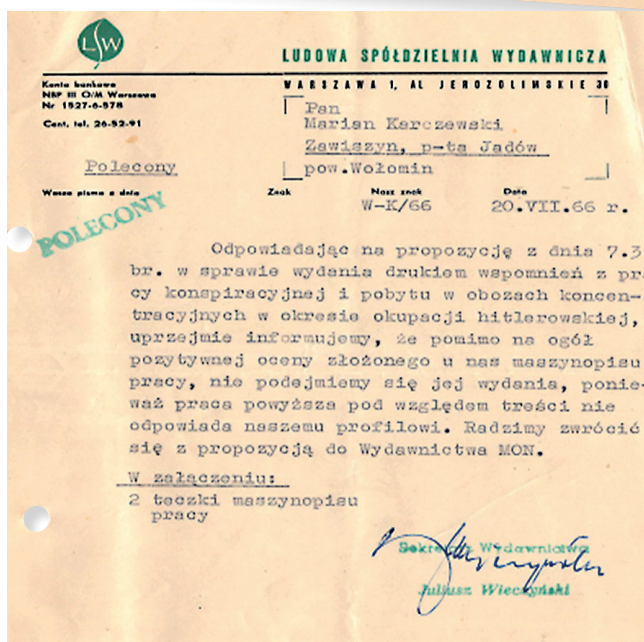 LSW
LUDOWA SPÓŁDZIELNIA WYDAWNICZA
WARSZAWA 1, AL JEROZOLIMSKIE 30
Konto bankowe
NBP III O/M Warszawa
Nr 1527-6-578
Cent. tel. 26-52-91
Pan
Marian Karczewski
Zawiszyn, p-ta Jadów
pow.Wołomin
Polecony
Wasze pismo z dnia Znak Nasz znak Data
W-K/66 20.VII.66 r.
POLECONY
Odpowiadając na propozycję z dnia 7.3
br. w sprawie wydania drukiem wspomnień z pra
cy konspiracyjnej i pobytu w obozach koncen-
tracyjnych w okresie okupacji hitlerowskiej,
uprzejmie informujemy, że pomimo na ogół
pozytywnej oceny złożonego u nas maszynopisu
pracy, nie podejmiemy się jej wydania, ponie-
waż praca powyższa pod względem treści nie
odpowiada naszemu profilowi. Radzimy zwrócić
się z propozycją do Wydawnictwa MON.
W załączeniu:
2 teczki maszynopisu
pracy
Sekretarz Wydawnictwa
Juliusz Wieczyński